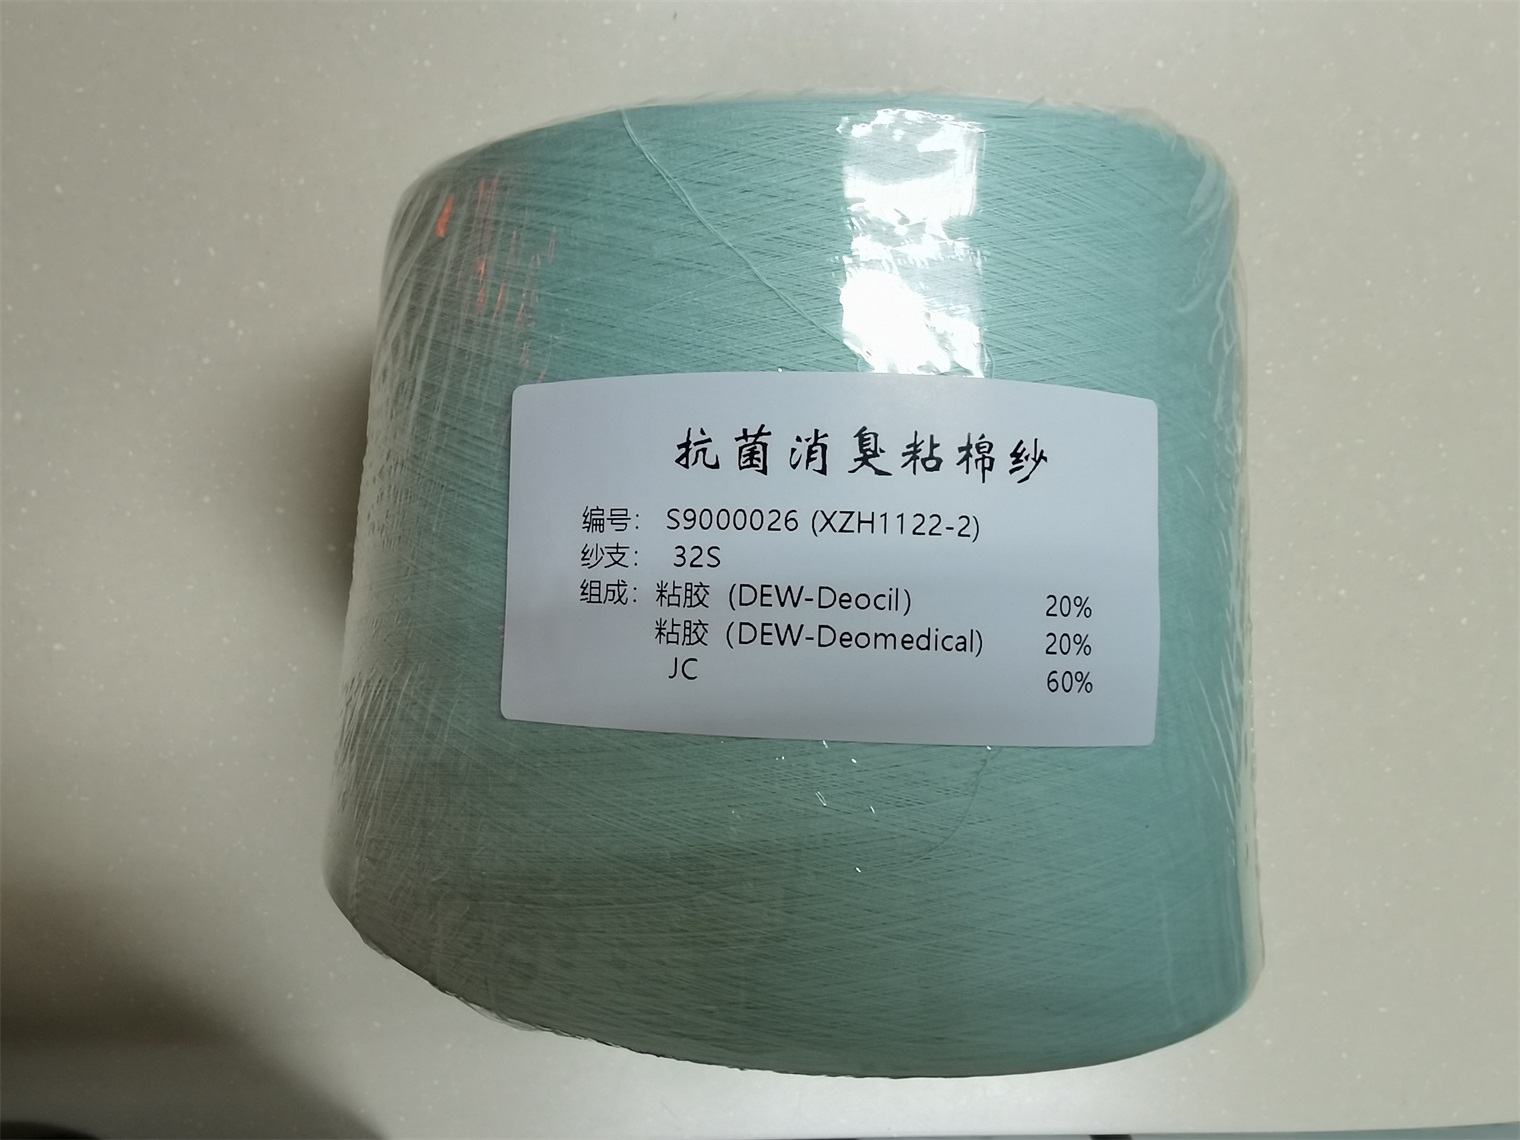 抗菌消臭粘棉纱
编号： S9000026 (XZH1122-2)
纱支： 32S
组成：粘胶（DEW-Deocil） 20%
粘胶（DEW-Deomedical) 20%
JC 60%